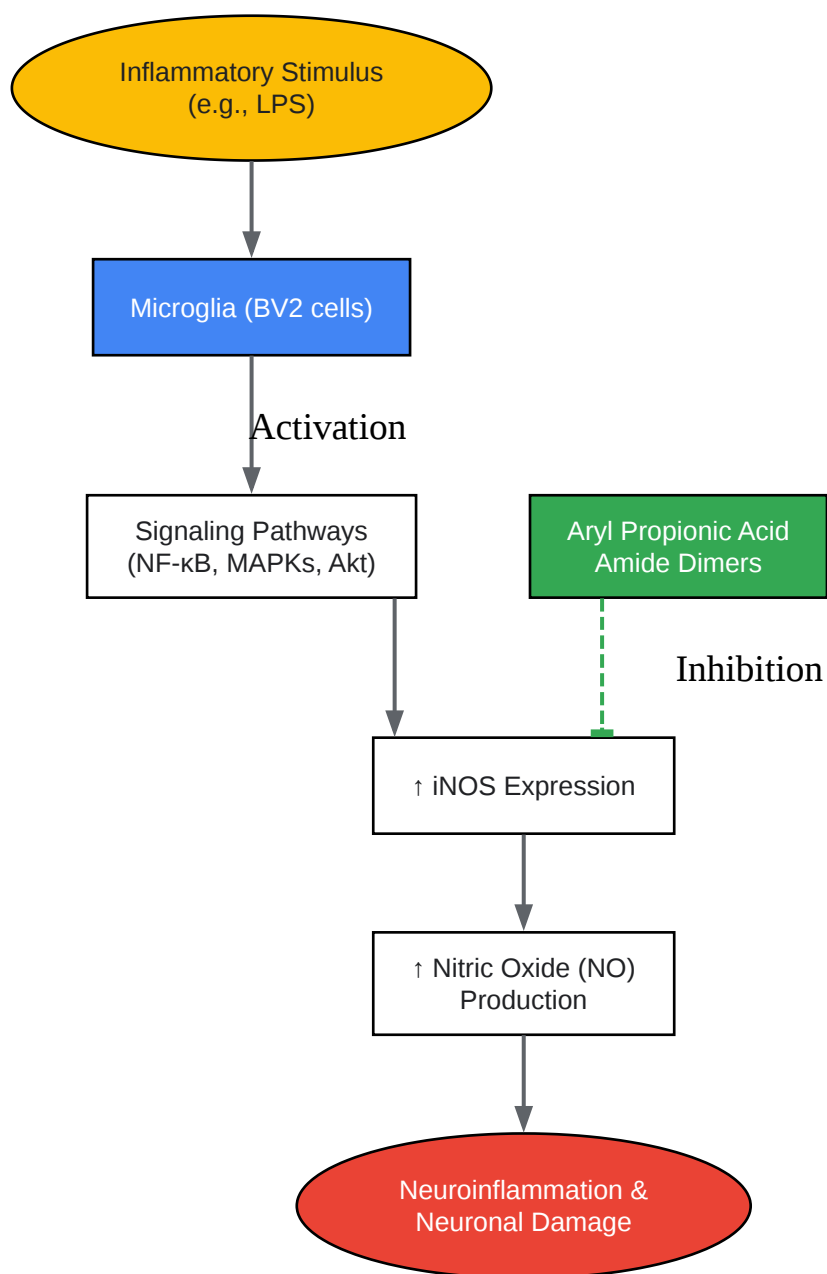 Inflammatory Stimulus
(e.g., LPS)
Microglia (BV2 cells)
Activation
Signaling Pathways
(NF-κB, MAPKs, Akt)
Aryl Propionic Acid
Amide Dimers
Inhibition
↑ iNOS Expression
↑ Nitric Oxide (NO)
Production
Neuroinflammation &
Neuronal Damage